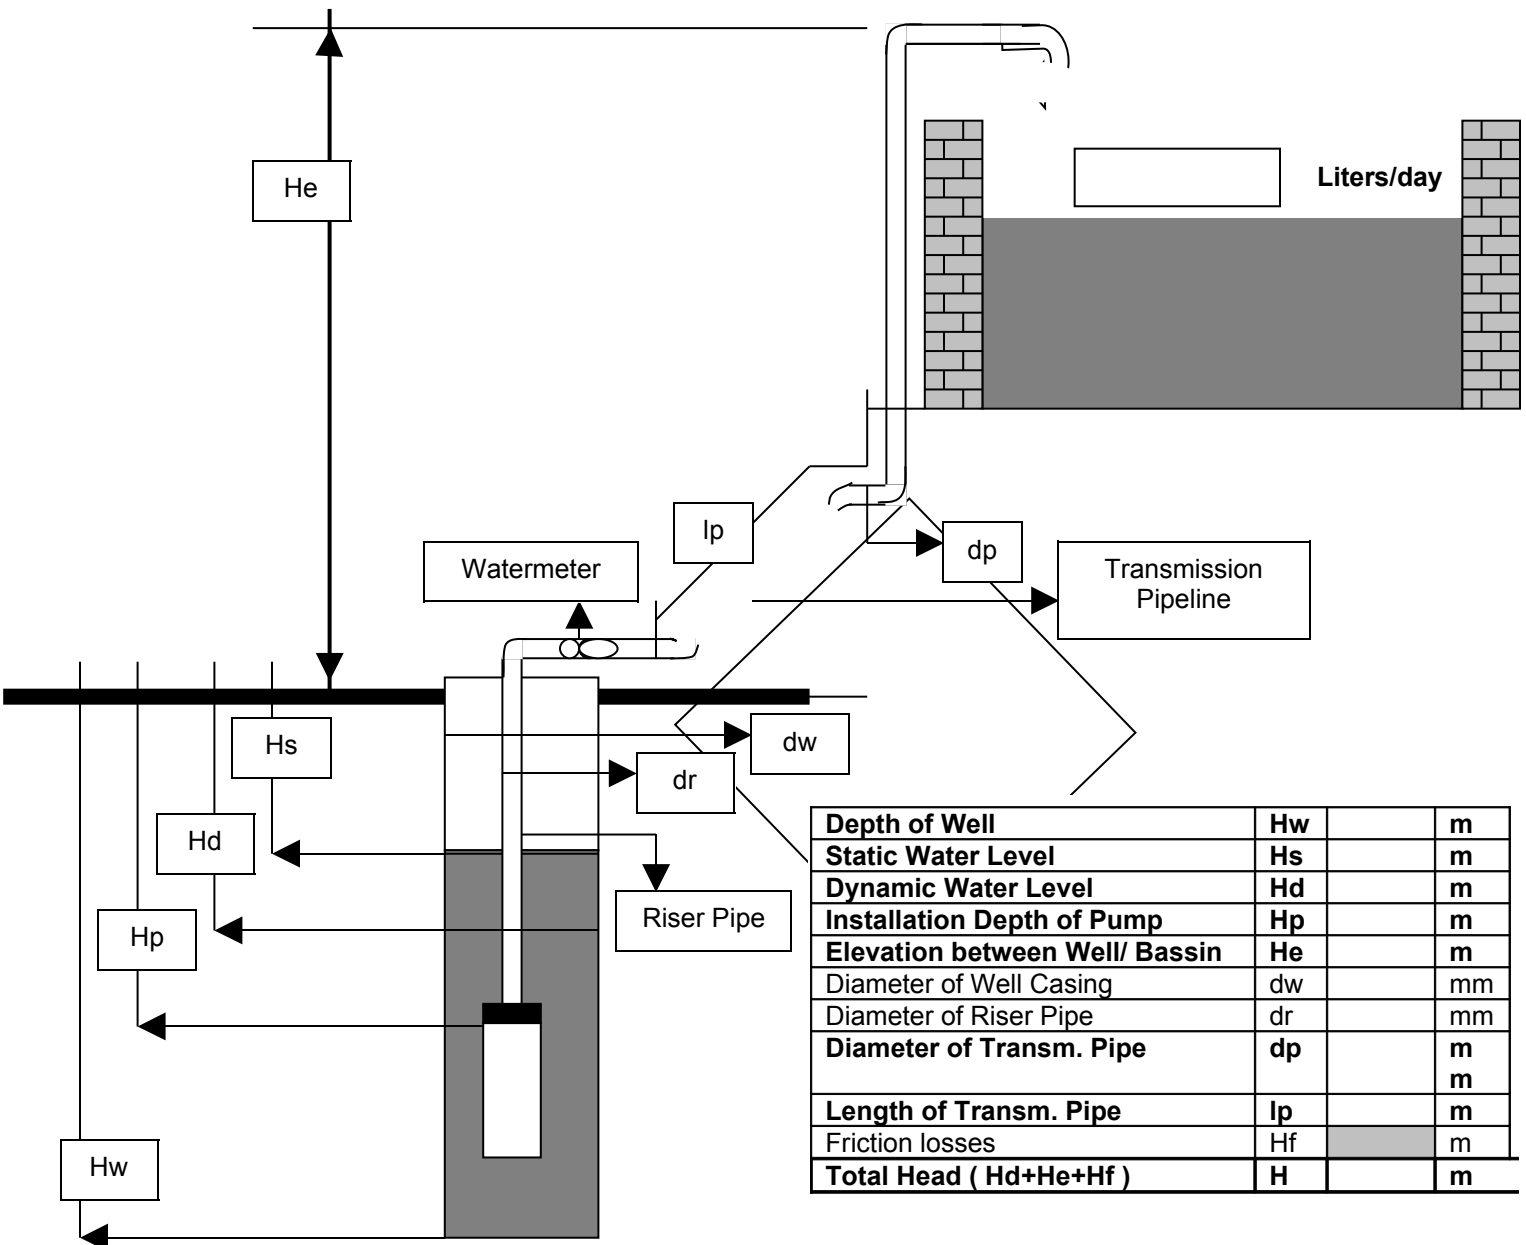 He
Liters/day
lp
dp
Watermeter
Transmission
Pipeline
Hs
dw
dr
Hd
Riser Pipe
Hp
Hw
Depth of Well Hw m
Static Water Level Hs m
Dynamic Water Level Hd m
Installation Depth of Pump Hp m
Elevation between Well/ Bassin He m
Diameter of Well Casing dw mm
Diameter of Riser Pipe dr mm
Diameter of Transm. Pipe dp m
m
Length of Transm. Pipe lp m
Friction losses Hf m
Total Head ( Hd+He+Hf ) H m